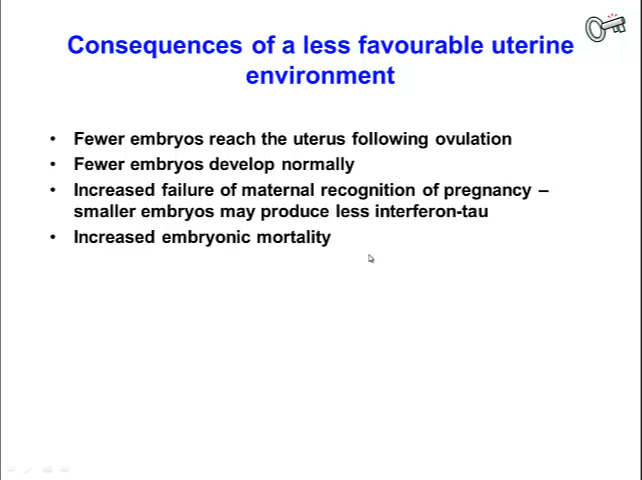 Consequences of a less favourable uterine
environment
• Fewer embryos reach the uterus following ovulation
• Fewer embryos develop normally
• Increased failure of maternal recognition of pregnancy –
smaller embryos may produce less interferon-tau
• Increased embryonic mortality